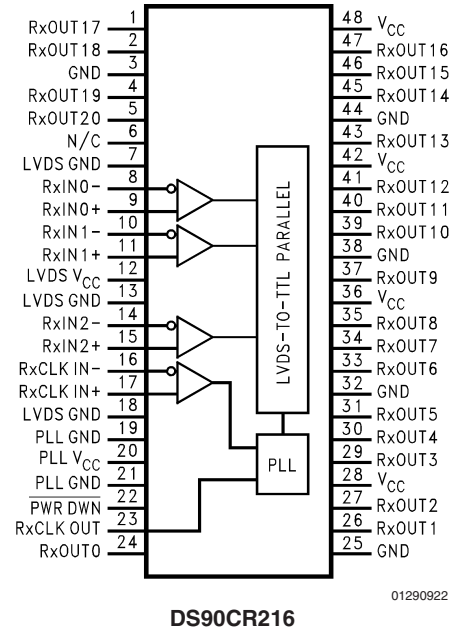 RxOUT17 1
RxOUT18 2
GND 3
RxOUT19 4
RxOUT20 5
N/C 6
LVDS GND 7
RxIN0- 8
RxIN0+ 9
RxIN1- 10
RxIN1+ 11
LVDS VCC 12
LVDS GND 13
RxIN2- 14
RxIN2+ 15
RxCLK IN- 16
RxCLK IN+ 17
LVDS GND 18
PLL GND 19
PLL VCC 20
PLL GND 21
PWR DWN 22
RxCLK OUT 23
RxOUT0 24
LVDS-TO-TTL PARALLEL
PLL
48 VCC
47 RxOUT16
46 RxOUT15
45 RxOUT14
44 GND
43 RxOUT13
42 VCC
41 RxOUT12
40 RxOUT11
39 RxOUT10
38 GND
37 RxOUT9
36 VCC
35 RxOUT8
34 RxOUT7
33 RxOUT6
32 GND
31 RxOUT5
30 RxOUT4
29 RxOUT3
28 VCC
27 RxOUT2
26 RxOUT1
25 GND
01290922
DS90CR216